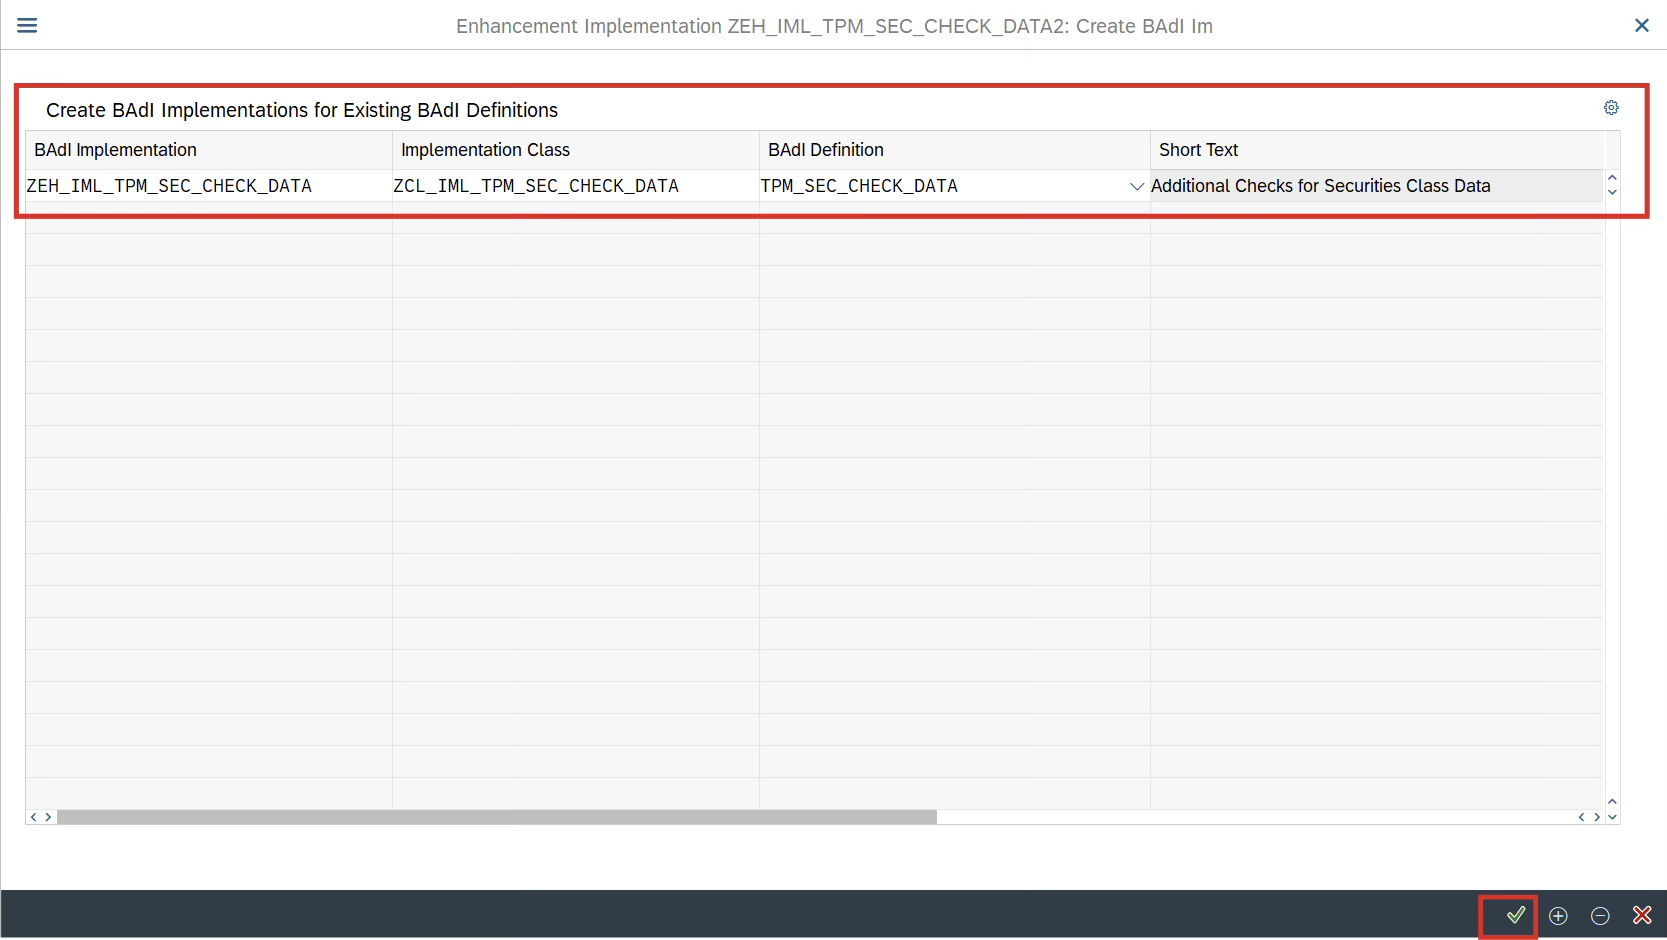 Enhancement Implementation ZEH_IML_TPM_SEC_CHECK_DATA2: Create BAdI Im
Create BAdI Implementations for Existing BAdI Definitions
BAdI Implementation Implementation Class BAdI Definition Short Text
ZEH_IML_TPM_SEC_CHECK_DATA ZCL_IML_TPM_SEC_CHECK_DATA TPM_SEC_CHECK_DATA Additional Checks for Securities Class Data